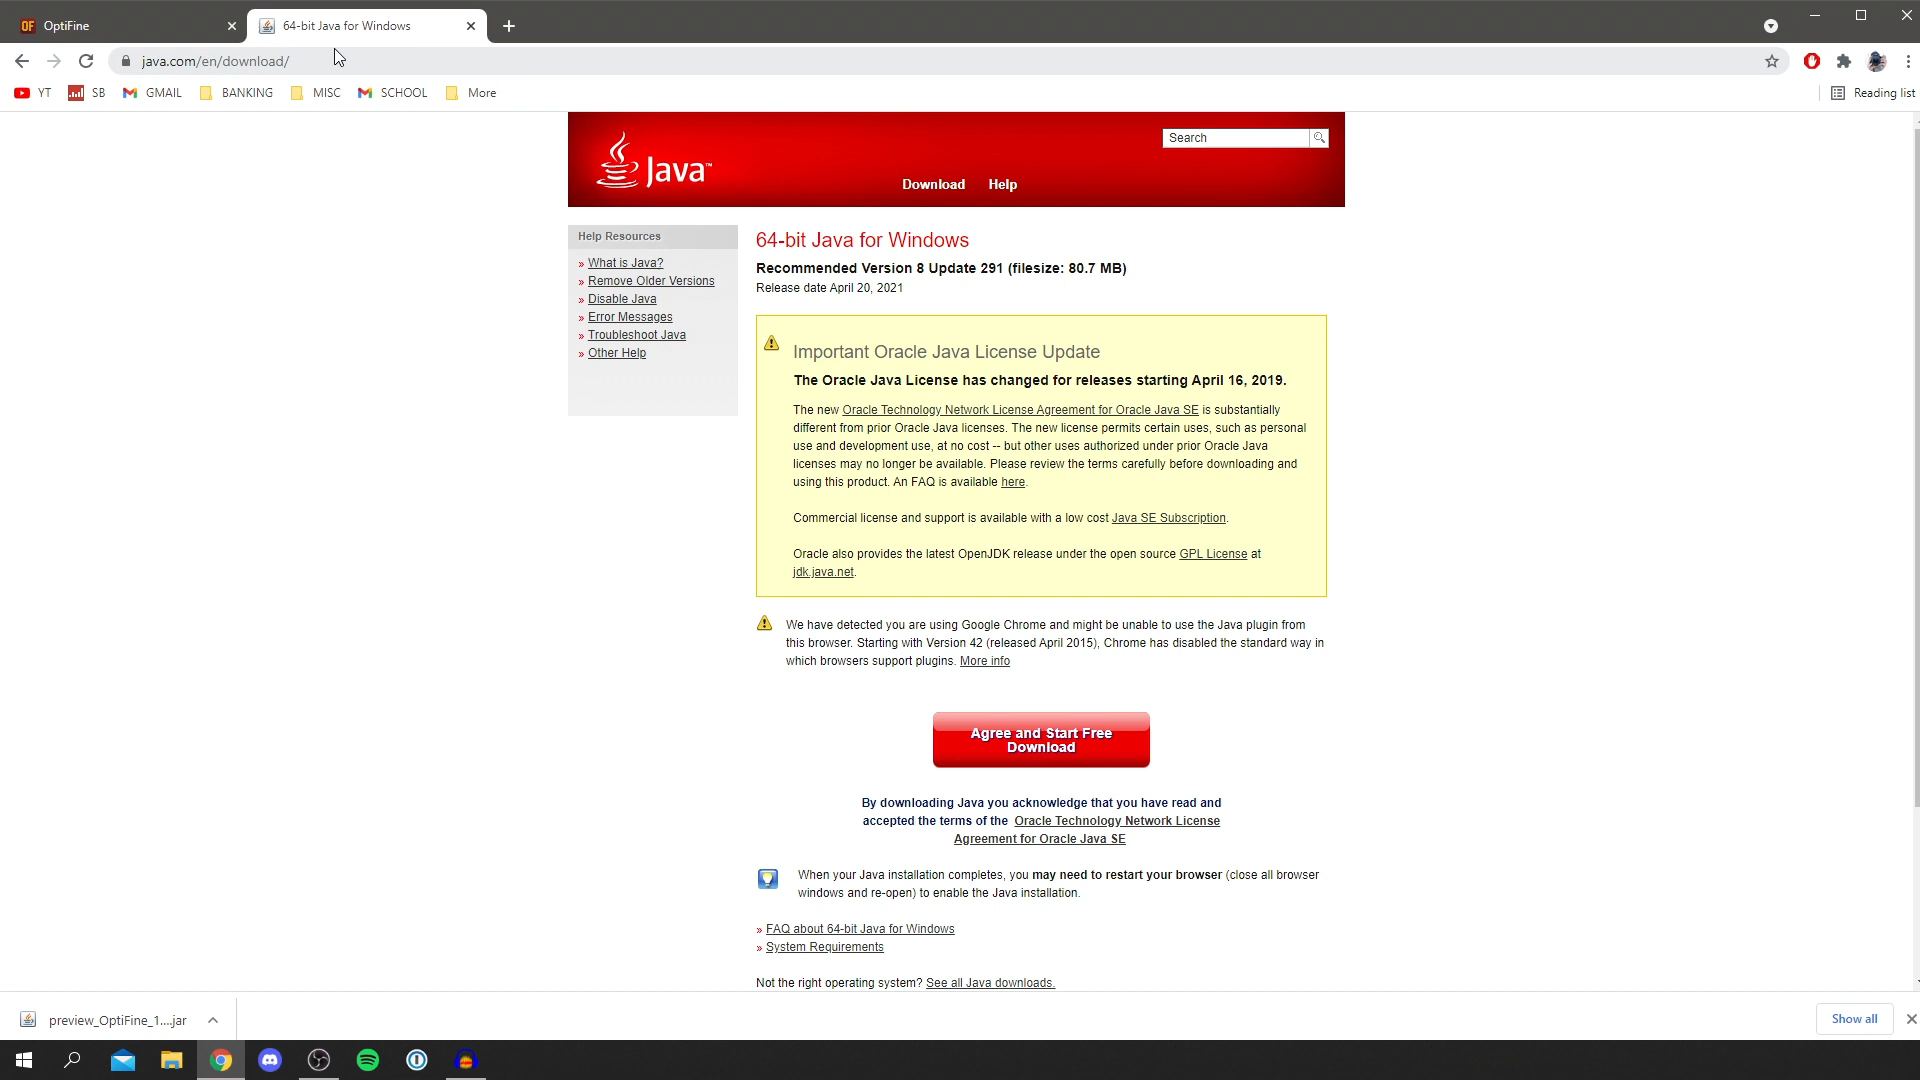 OptiFine
64-bit Java for Windows
java.com/en/download/
YT
SB
GMAIL
BANKING
MISC
SCHOOL
More
Reading list
Java™
Search
Download
Help
Help Resources
» What is Java?
» Remove Older Versions
» Disable Java
» Error Messages
» Troubleshoot Java
» Other Help
64-bit Java for Windows
Recommended Version 8 Update 291 (filesize: 80.7 MB)
Release date April 20, 2021
Important Oracle Java License Update
The Oracle Java License has changed for releases starting April 16, 2019.
The new Oracle Technology Network License Agreement for Oracle Java SE is substantially
different from prior Oracle Java licenses. The new license permits certain uses, such as personal
use and development use, at no cost -- but other uses authorized under prior Oracle Java
licenses may no longer be available. Please review the terms carefully before downloading and
using this product. An FAQ is available here.
Commercial license and support is available with a low cost Java SE Subscription.
Oracle also provides the latest OpenJDK release under the open source GPL License at
jdk.java.net.
We have detected you are using Google Chrome and might be unable to use the Java plugin from
this browser. Starting with Version 42 (released April 2015), Chrome has disabled the standard way in
which browsers support plugins. More info
Agree and Start Free
Download
By downloading Java you acknowledge that you have read and
accepted the terms of the Oracle Technology Network License
Agreement for Oracle Java SE
When your Java installation completes, you may need to restart your browser (close all browser
windows and re-open) to enable the Java installation.
» FAQ about 64-bit Java for Windows
» System Requirements
Not the right operating system? See all Java downloads.
preview_OptiFine_1....jar
Show all